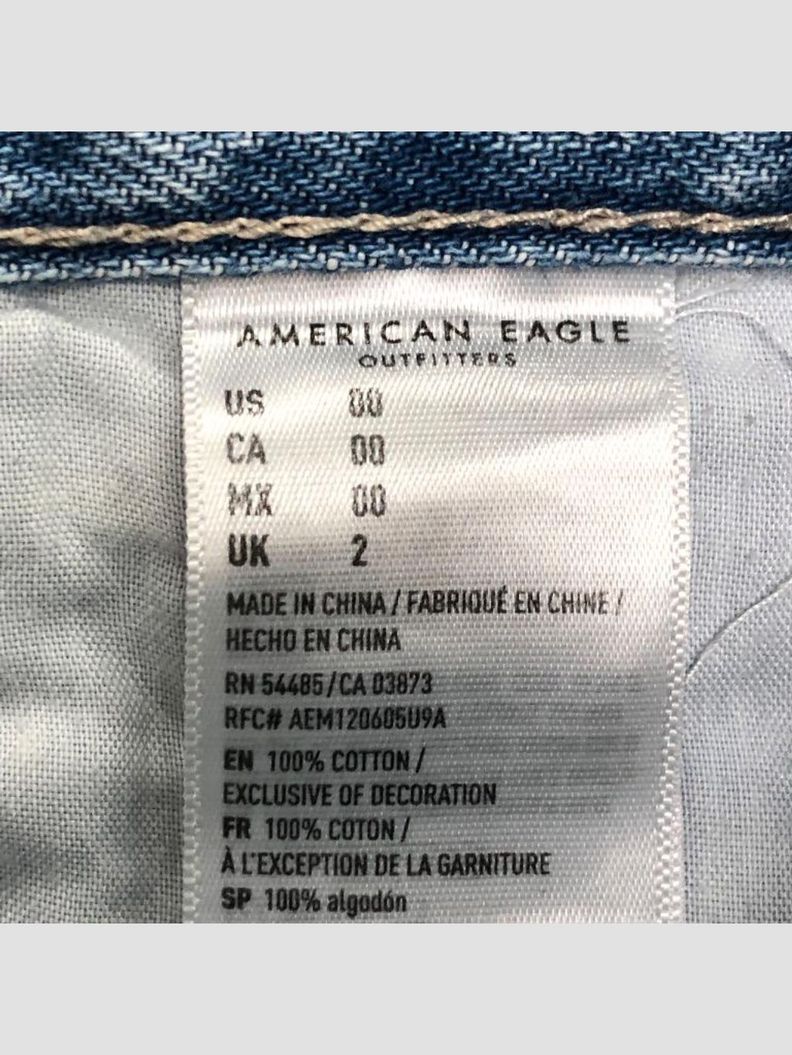 AMERICAN EAGLE
OUTFITTERS
US 00
CA 00
MX 00
UK 2
MADE IN CHINA / FABRIQUÉ EN CHINE /
HECHO EN CHINA
RN 54485/CA 03873
RFC# AEM120605U9A
EN 100% COTTON /
EXCLUSIVE OF DECORATION
FR 100% COTON /
À L'EXCEPTION DE LA GARNITURE
SP 100% algodón